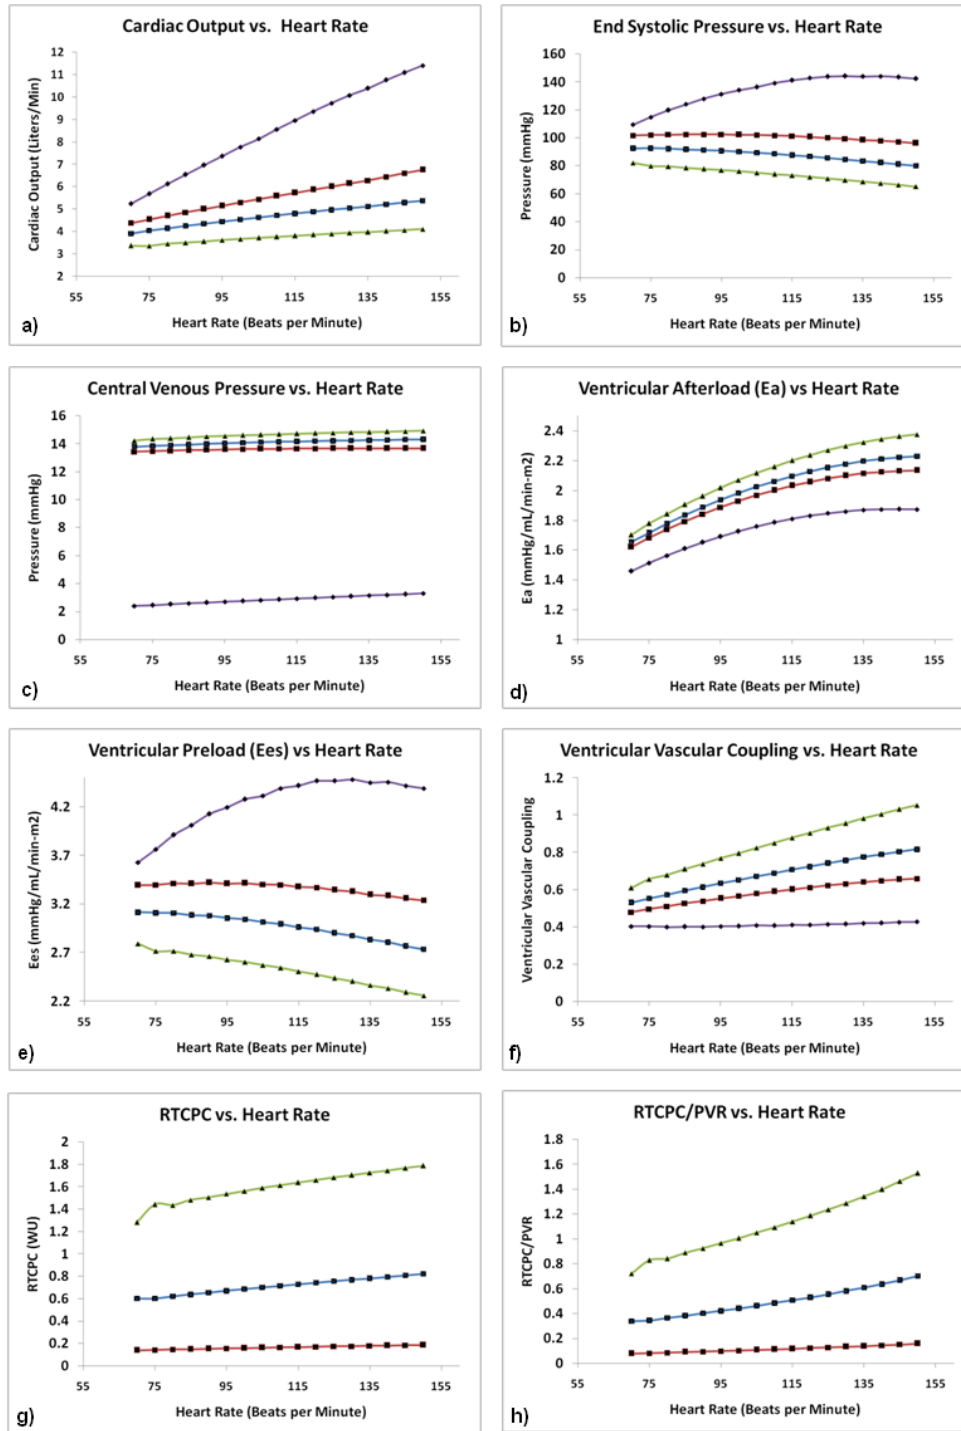 Cardiac Output vs. Heart Rate
12
11
10
9
8
7
6
5
4
3
2
Cardiac Output (Liters/Min)
55 75 95 115 135 155
Heart Rate (Beats per Minute)
a)
End Systolic Pressure vs. Heart Rate
160
140
120
100
80
60
40
20
0
Pressure (mmHg)
55 75 95 115 135 155
Heart Rate (Beats per Minute)
b)
Central Venous Pressure vs. Heart Rate
16
14
12
10
8
6
4
2
0
Pressure (mmHg)
55 75 95 115 135 155
Heart Rate (Beats per Minute)
c)
Ventricular Afterload (Ea) vs Heart Rate
2.4
2.2
2
1.8
1.6
1.4
1.2
1
Ea (mmHg/mL/min-m2)
55 75 95 115 135 155
Heart Rate (Beats per Minute)
d)
Ventricular Preload (Ees) vs Heart Rate
4.2
3.7
3.2
2.7
2.2
Ees (mmHg/mL/min-m2)
55 75 95 115 135 155
Heart Rate (Beats per Minute)
e)
Ventricular Vascular Coupling vs. Heart Rate
1.2
1
0.8
0.6
0.4
0.2
0
Ventricular Vascular Coupling
55 75 95 115 135 155
Heart Rate (Beats per Minute)
f)
RTCPC vs. Heart Rate
2
1.8
1.6
1.4
1.2
1
0.8
0.6
0.4
0.2
0
RTCPC (WU)
55 75 95 115 135 155
Heart Rate (Beats per Minute)
g)
RTCPC/PVR vs. Heart Rate
1.8
1.6
1.4
1.2
1
0.8
0.6
0.4
0.2
0
RTCPC/PVR
55 75 95 115 135 155
Heart Rate (Beats per Minute)
h)